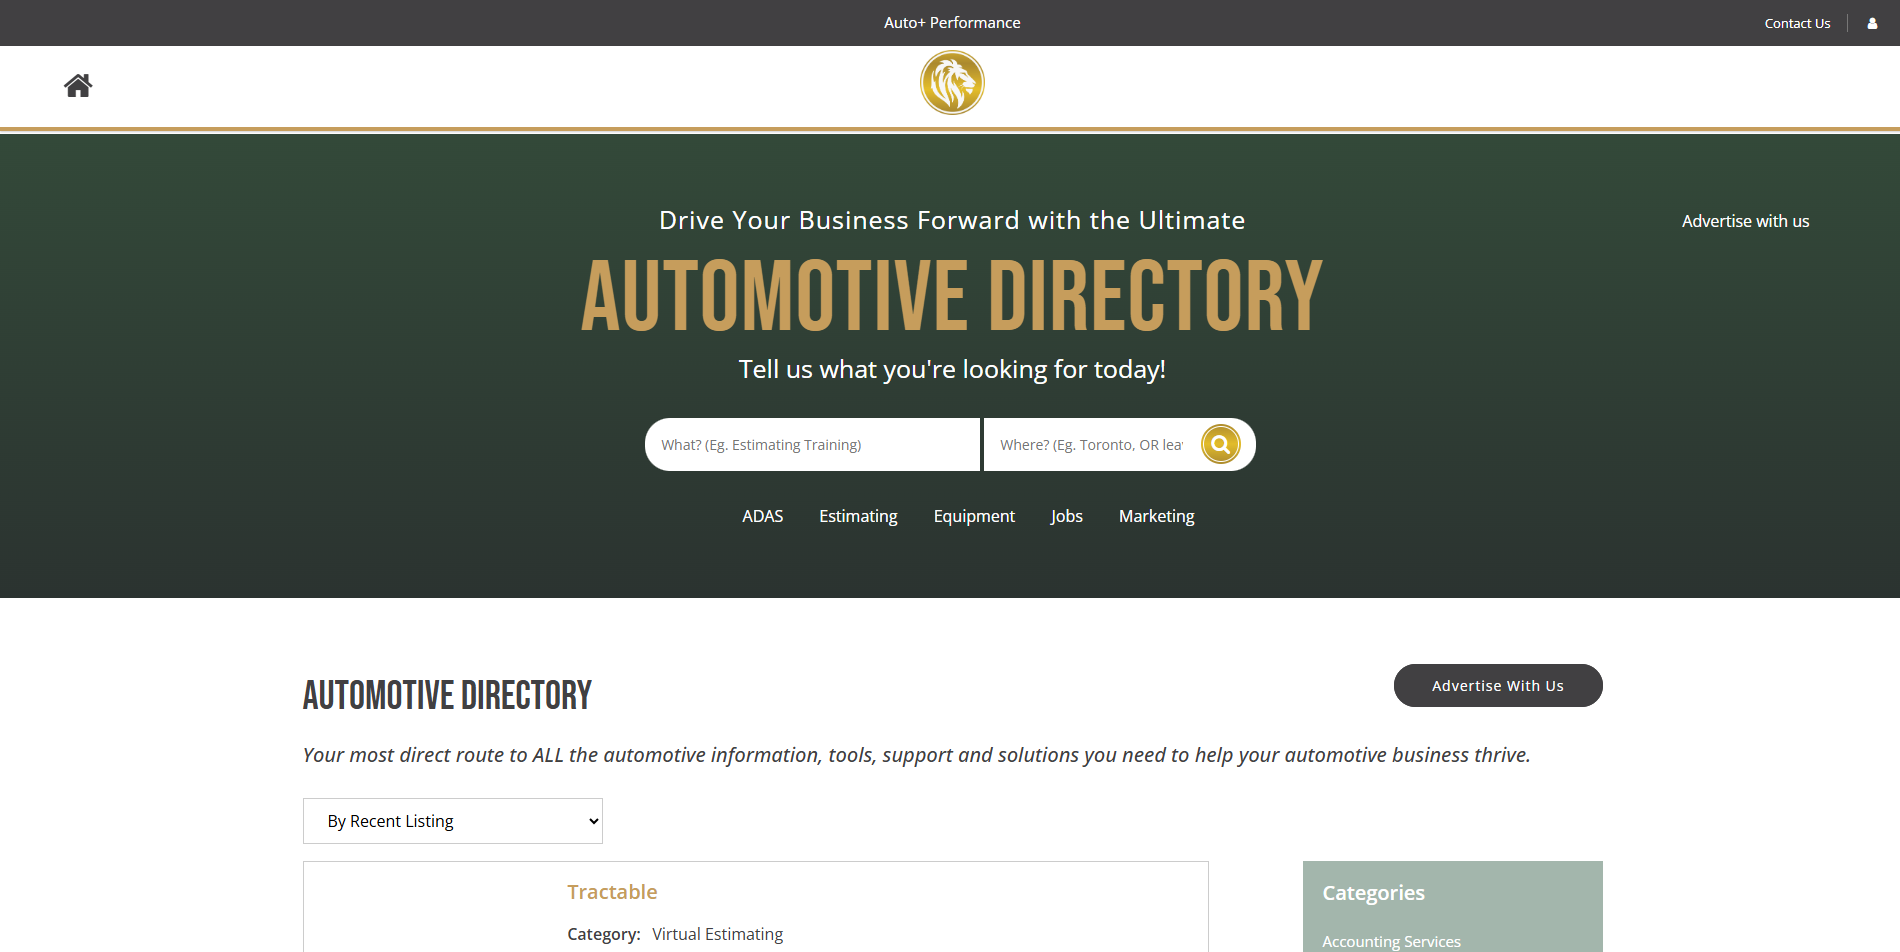 Auto+ Performance
Contact Us
Drive Your Business Forward with the Ultimate
Advertise with us
AUTOMOTIVE DIRECTORY
Tell us what you're looking for today!
What? (Eg. Estimating Training)
Where? (Eg. Toronto, OR lea
ADAS
Estimating
Equipment
Jobs
Marketing
AUTOMOTIVE DIRECTORY
Advertise With Us
Your most direct route to ALL the automotive information, tools, support and solutions you need to help your automotive business thrive.
By Recent Listing
Tractable
Category: Virtual Estimating
Categories
Accounting Services